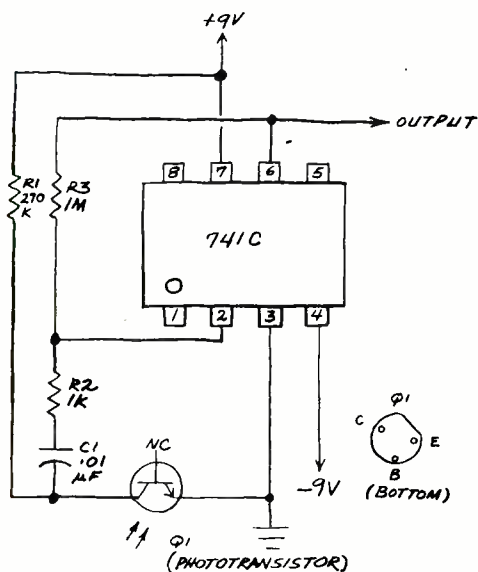 +9V
OUTPUT
8
7
6
5
R1
270
K
R3
1M
741C
1
2
3
4
R2
1K
C1
.01
µF
NC
Q1
C
E
B
(BOTTOM)
-9V
Q1
(PHOTOTRANSISTOR)